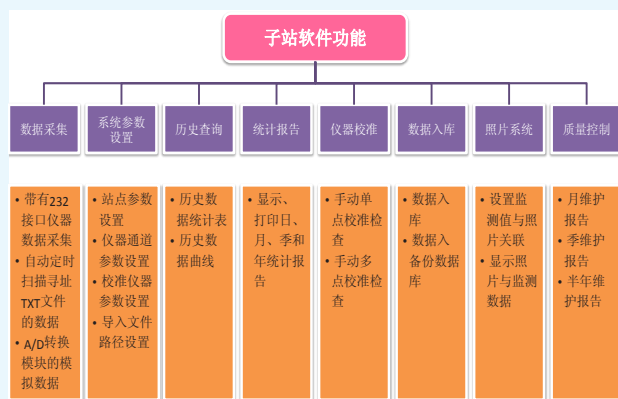 子站软件功能
数据采集
系统参数
设置
历史查询
统计报告
仪器校准
数据入库
照片系统
质量控制
• 带有232
接口仪器
数据采集
• 自动定时
扫描寻址
TXT文件
的数据
• A/D转换
模块的模
拟数据
• 站点参数
设置
• 仪器通道
参数设置
• 校准仪器
参数设置
• 导入文件
路径设置
• 历史数
据统计表
• 历史数
据曲线
• 显示、
打印日、
月、季和
年统计报
告
• 手动单
点校准检
查
• 手动多
点校准检
查
• 数据入
库
• 数据入
备份数据
库
• 设置监
测值与照
片关联
• 显示照
片与监测
数据
• 月维护
报告
• 季维护
报告
• 半年维
护报告